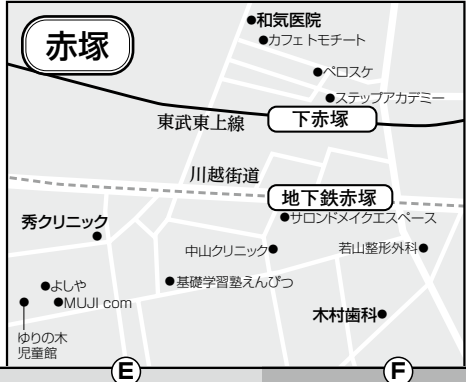 赤塚
和気医院
カフェトモチート
ペロスケ
ステップアカデミー
東武東上線
下赤塚
川越街道
地下鉄赤塚
サロンドメイクエスペース
秀クリニック
中山クリニック
若山整形外科
よしや
基礎学習塾えんぴつ
MUJI com
木村歯科
ゆりの木
児童館
E
F